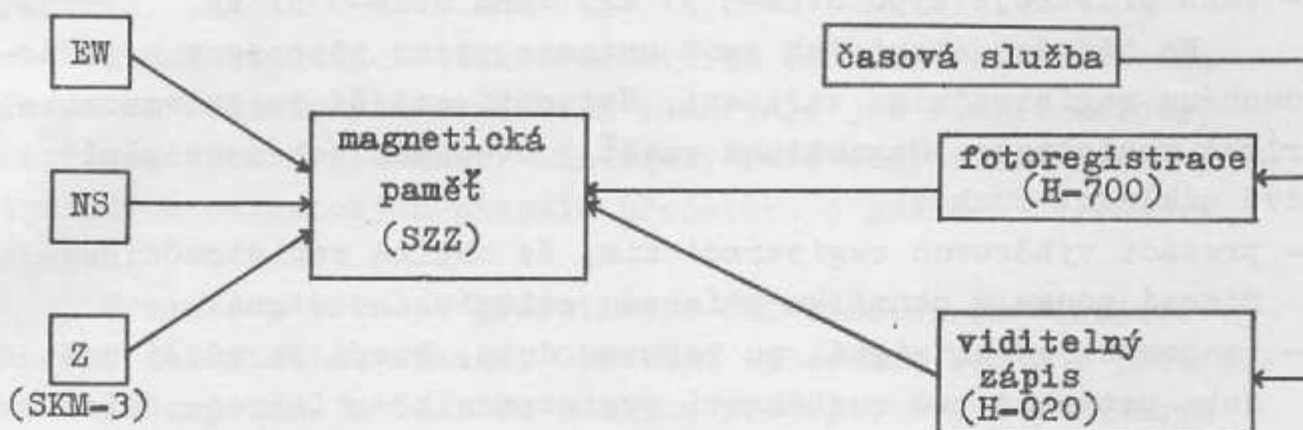 EW
NS
Z
(SKM-3)
magnetická
paměť
(SZZ)
časová služba
fotoregistrace
(H-700)
viditelný
zápis
(H-020)